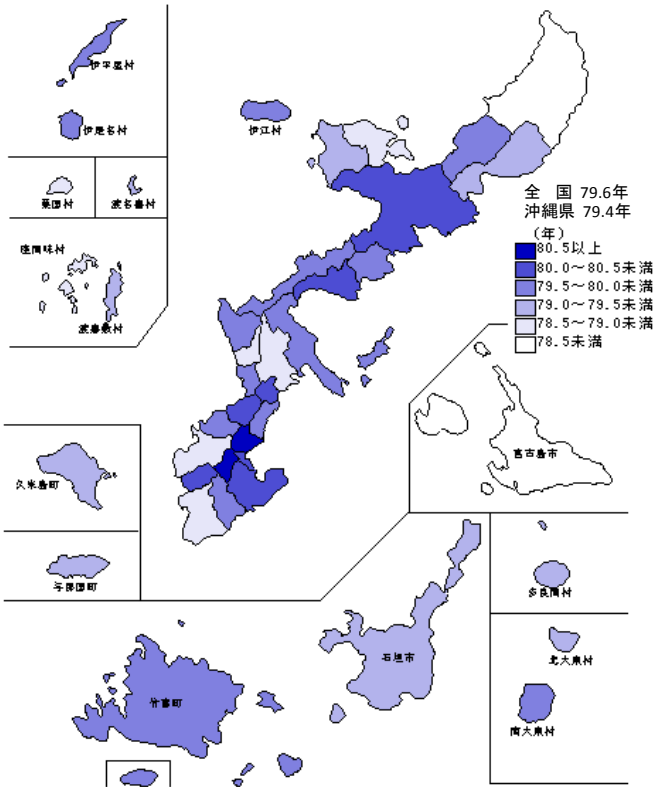 伊平屋村
伊是名村
伊江村
粟国村
渡名喜村
座間味村
渡嘉敷村
全　国 79.6年
沖縄県 79.4年
(年)
80.5以上
80.0～80.5未満
79.5～80.0未満
79.0～79.5未満
78.5～79.0未満
78.5未満
宮古島市
久米島町
与那国町
多良間村
石垣市
北大東村
竹富町
南大東村